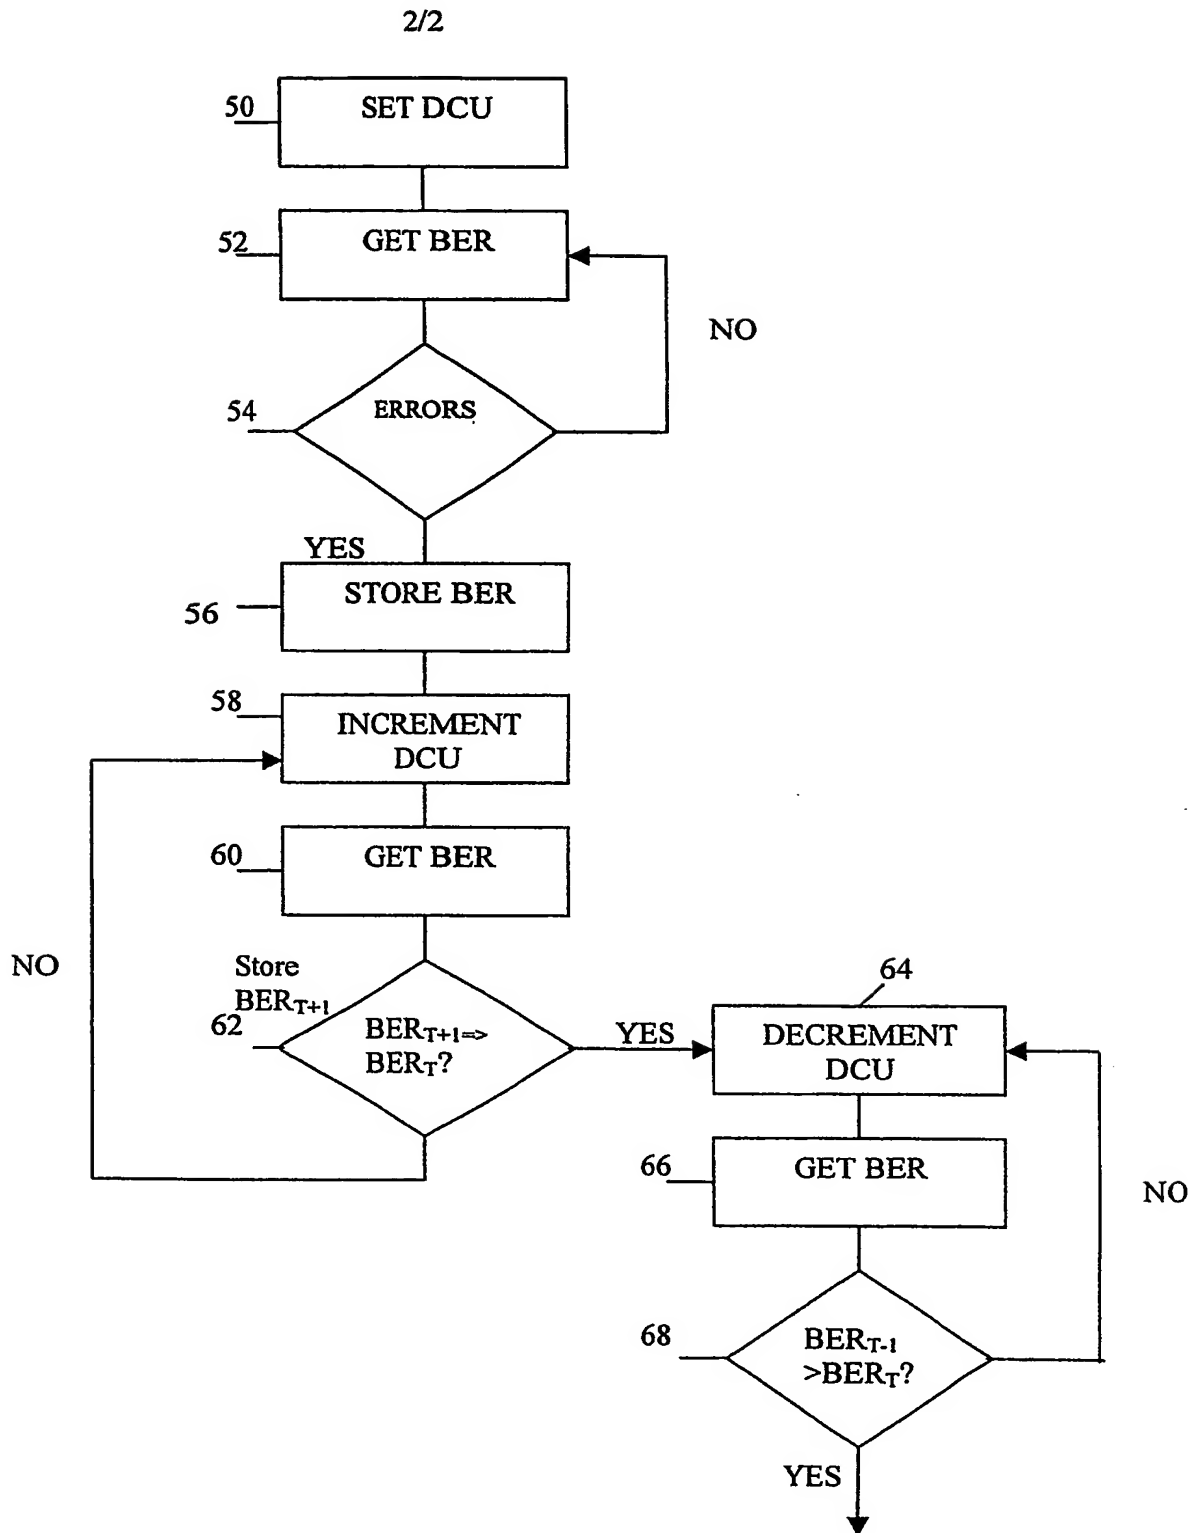 2/2
50
SET DCU
52
GET BER
NO
54
ERRORS
YES
56
STORE BER
58
INCREMENT
DCU
60
GET BER
NO
Store
BERT+1
62
BERT+1=>
BERT?
YES
64
DECREMENT
DCU
66
GET BER
NO
68
BERT-1
>BERT?
YES